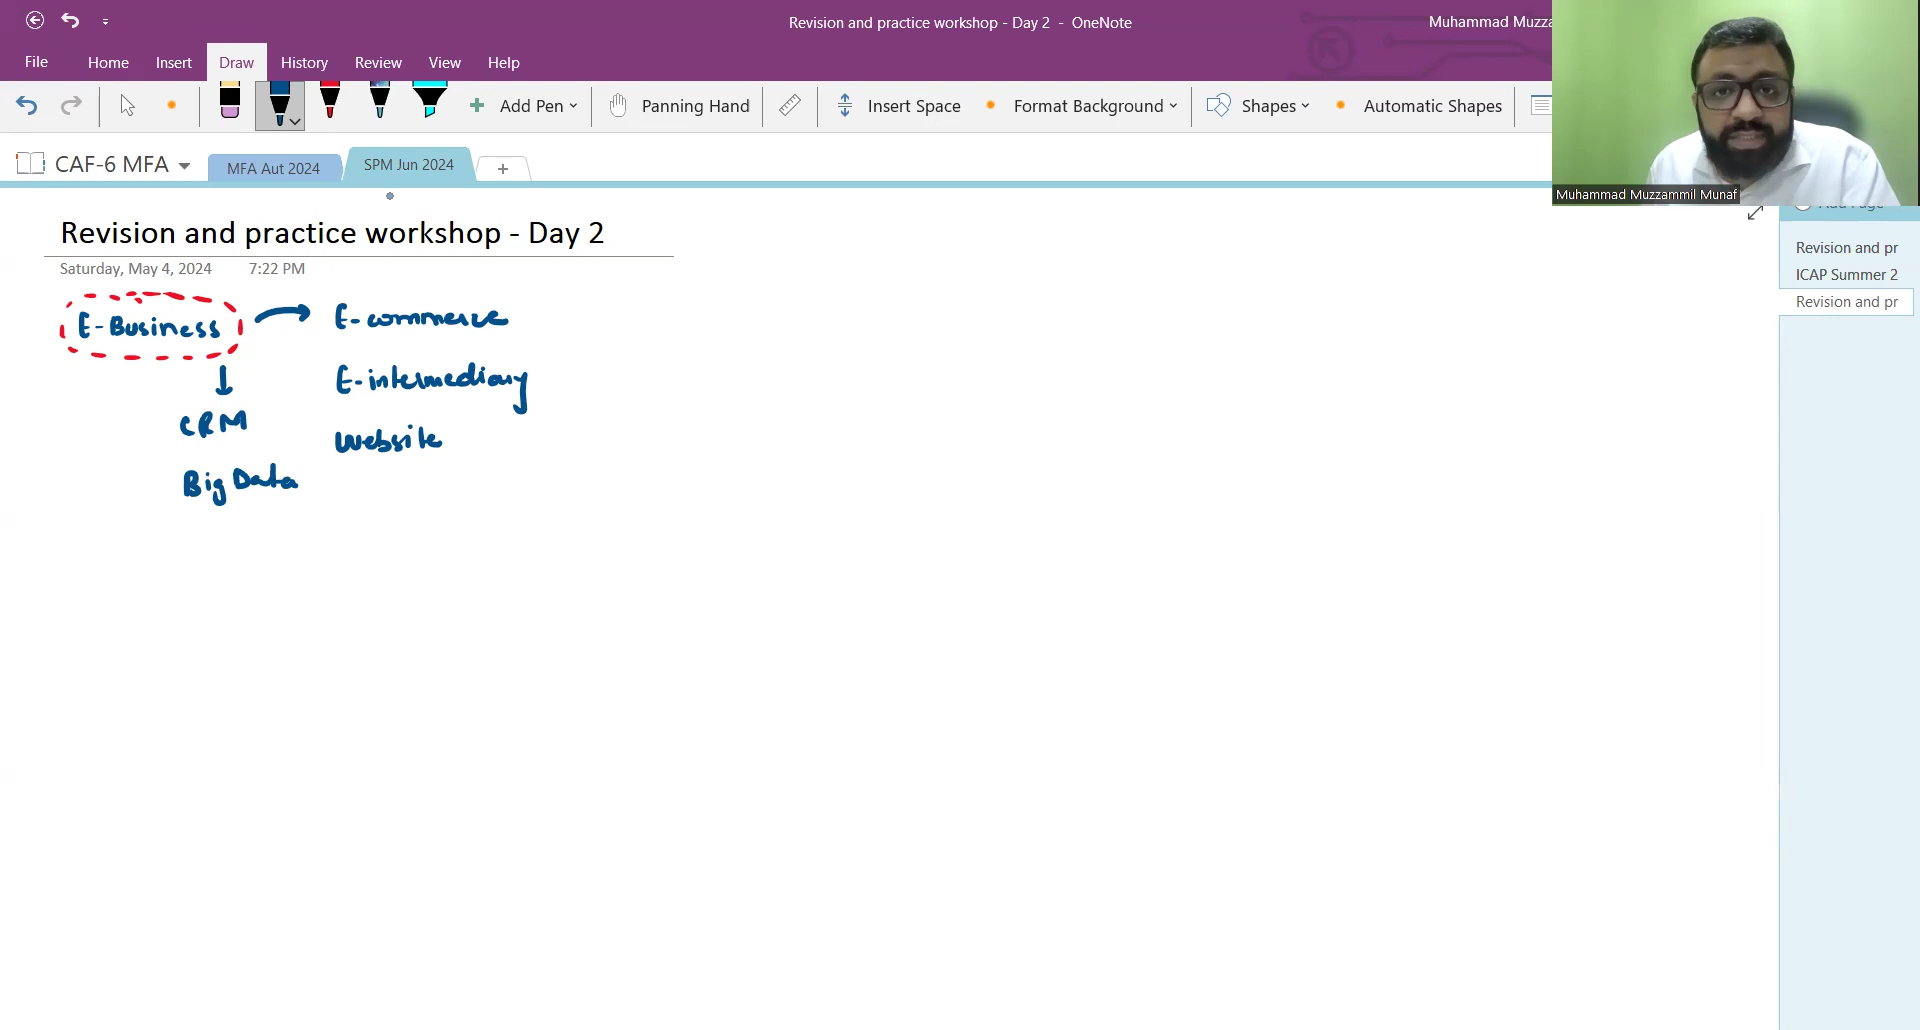 Revision and practice workshop - Day 2 - OneNote
Muhammad Muzza
File Home Insert Draw History Review View Help
Add Pen Panning Hand Insert Space Format Background Shapes Automatic Shapes
Muhammad Muzzammil Munaf
CAF-6 MFA MFA Aut 2024 SPM Jun 2024
Add Page
Revision and practice workshop - Day 2
Saturday, May 4, 2024 7:22 PM
Revision and pr
ICAP Summer 2
Revision and pr
E-Business
E-commerce
E-intermediary
CRM
Website
Big Data